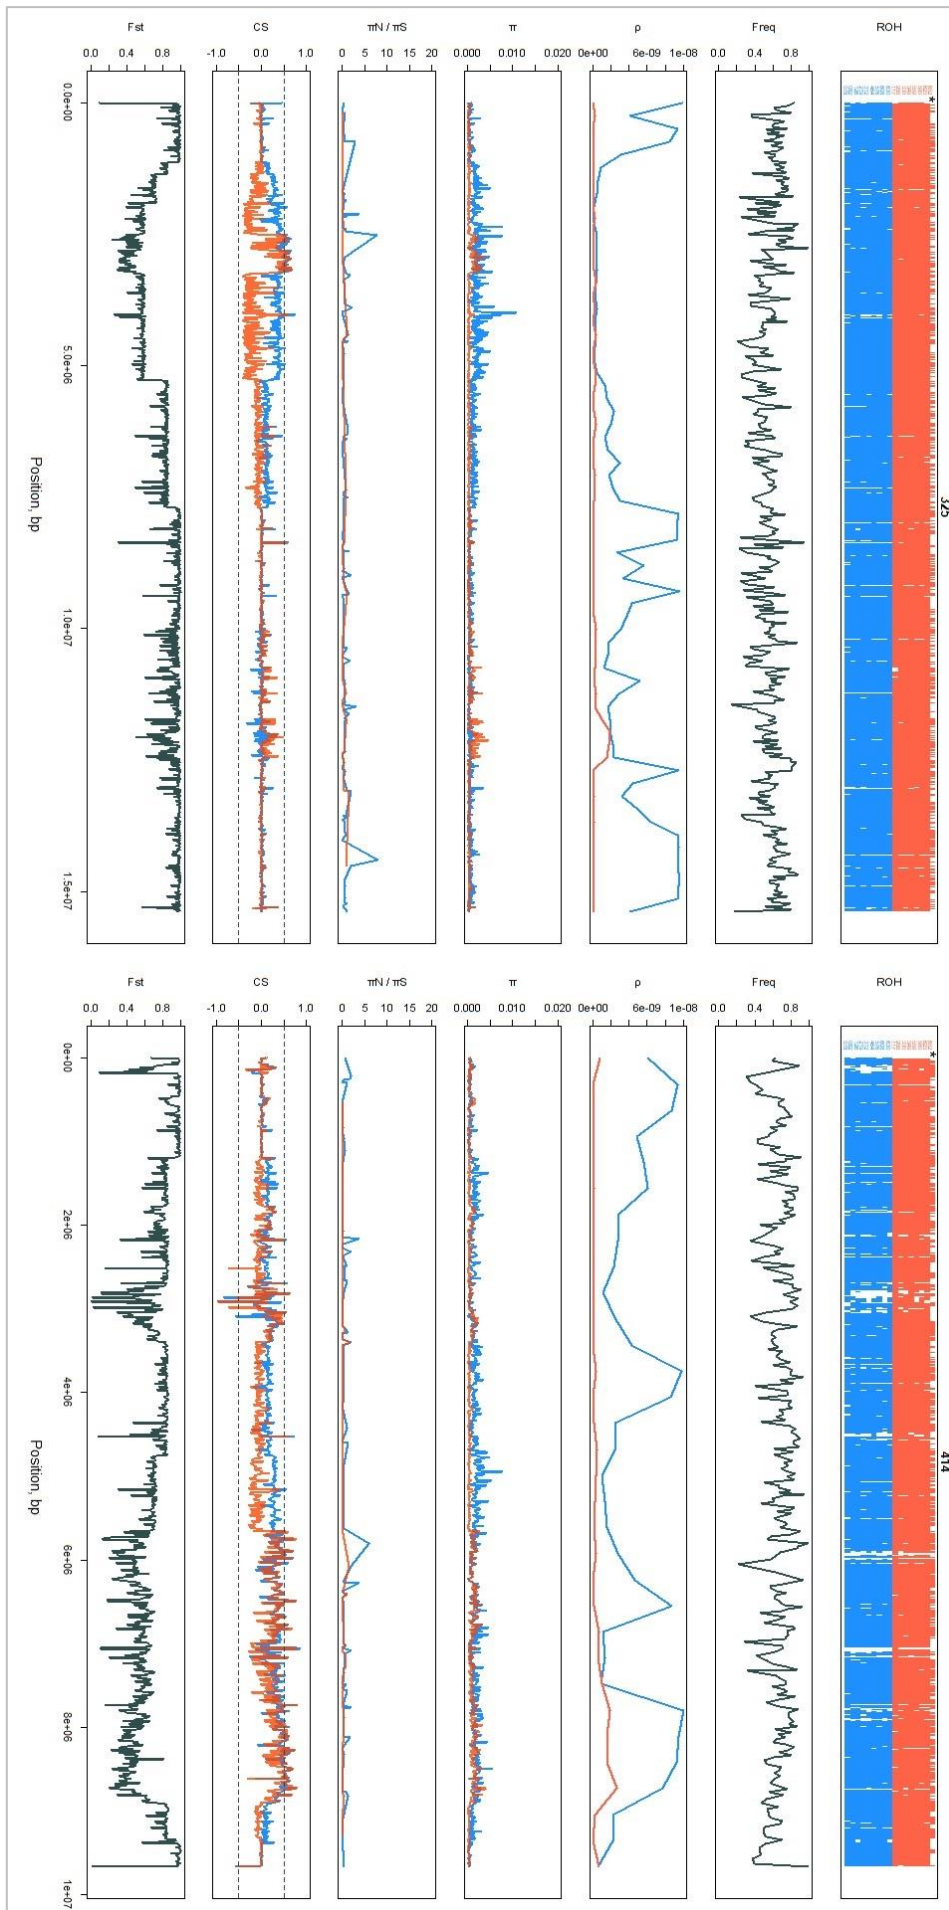 325
ROH
*
Freq
0.0 0.4 0.8
ρ
0e+00 6e-09 1e-08
π
0.000 0.010 0.020
πN / πS
0 5 10 15 20
CS
-1.0 0.0 1.0
Fst
0.0 0.4 0.8
0.0e+00 5.0e+06 1.0e+07 1.5e+07
Position, bp
414
ROH
*
Freq
0.0 0.4 0.8
ρ
0e+00 6e-09 1e-08
π
0.000 0.010 0.020
πN / πS
0 5 10 15 20
CS
-1.0 0.0 1.0
Fst
0.0 0.4 0.8
0e+00 2e+06 4e+06 6e+06 8e+06 1e+07
Position, bp